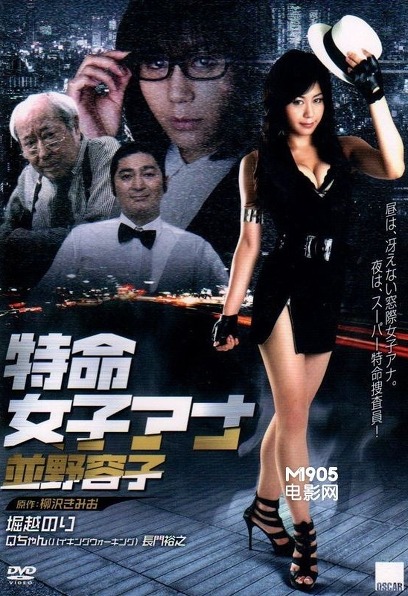 昼は、冴えない窓際女子アナ。
夜は、スーパー特命捜査員!
特命
女子アナ
並野容子
原作:柳沢きみお
堀越のり
Qちゃん(ハイキングウォーキング) 長門裕之
M1905
电影网
DVD
VIDEO
OSCAR